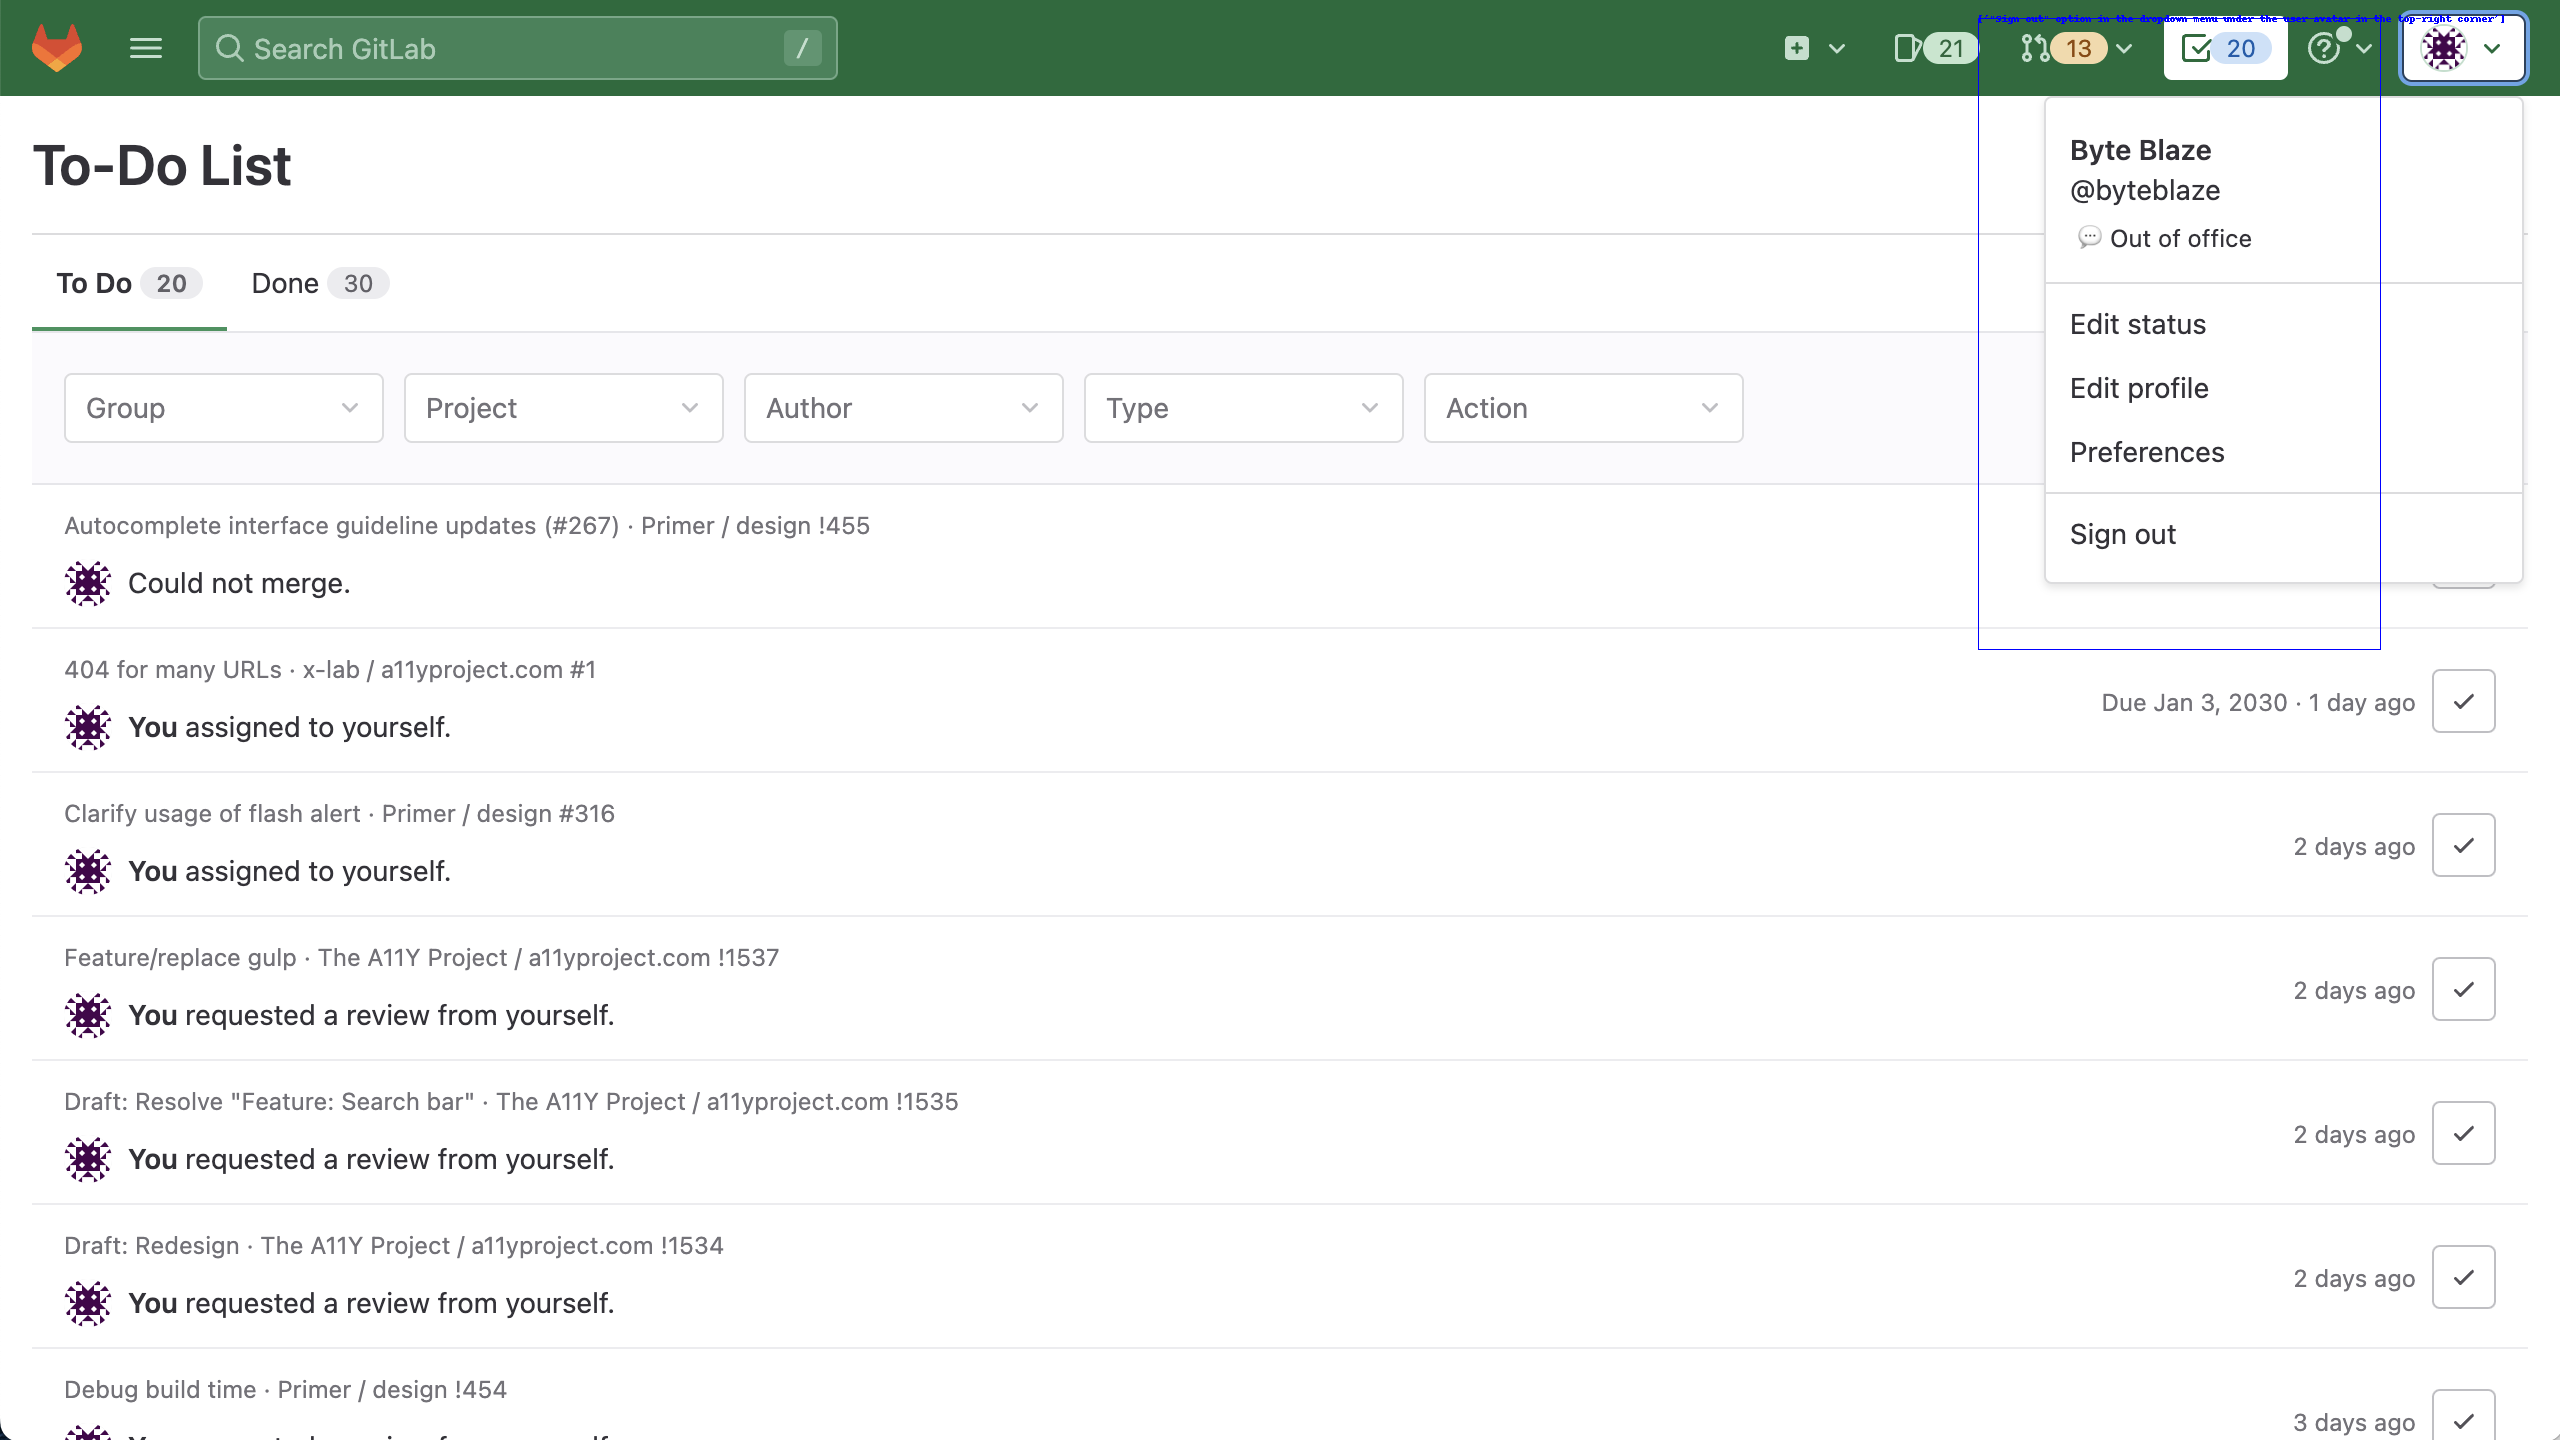 ["Sign out" option in the dropdown menu under the user avatar in the top-right corner"]
Search GitLab /
21 13 20
To-Do List
Byte Blaze
@byteblaze
Out of office
To Do 20 Done 30
Edit status
Edit profile
Group Project Author Type Action
Preferences
Sign out
Autocomplete interface guideline updates (#267) · Primer / design !455
Could not merge.
404 for many URLs · x-lab / a11yproject.com #1
You assigned to yourself.
Due Jan 3, 2030 · 1 day ago
Clarify usage of flash alert · Primer / design #316
You assigned to yourself.
2 days ago
Feature/replace gulp · The A11Y Project / a11yproject.com !1537
You requested a review from yourself.
2 days ago
Draft: Resolve "Feature: Search bar" · The A11Y Project / a11yproject.com !1535
You requested a review from yourself.
2 days ago
Draft: Redesign · The A11Y Project / a11yproject.com !1534
You requested a review from yourself.
2 days ago
Debug build time · Primer / design !454
3 days ago